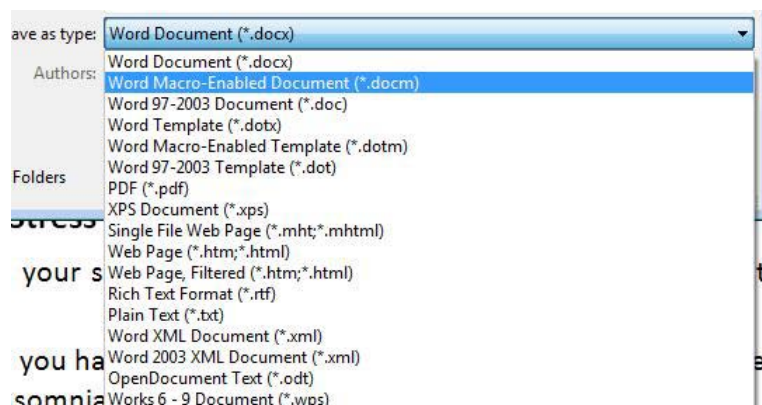 ave as type: Word Document (*.docx)
Word Document (*.docx)
Authors: Word Macro-Enabled Document (*.docm)
Word 97-2003 Document (*.doc)
Word Template (*.dotx)
Word Macro-Enabled Template (*.dotm)
Word 97-2003 Template (*.dot)
Folders
PDF (*.pdf)
XPS Document (*.xps)
Stress
Single File Web Page (*.mht;*.mhtml)
Web Page (*.htm;*.html)
your s Web Page, Filtered (*.htm;*.html) t
Rich Text Format (*.rtf)
Plain Text (*.txt)
Word XML Document (*.xml)
you ha Word 2003 XML Document (*.xml) e
OpenDocument Text (*.odt)
somnia Works 6 - 9 Document (*.wps)